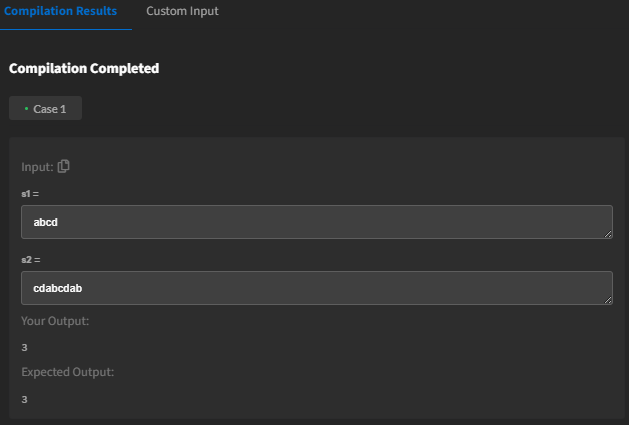 Compilation Results Custom Input
Compilation Completed
• Case 1
Input:
s1 =
abcd
s2 =
cdabcdab
Your Output:
3
Expected Output:
3